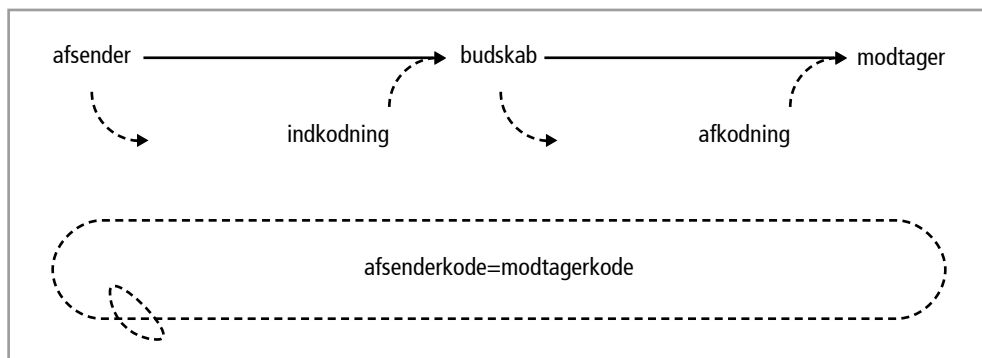 afsender budskab modtager
indkodning afkodning
afsenderkode=modtagerkode